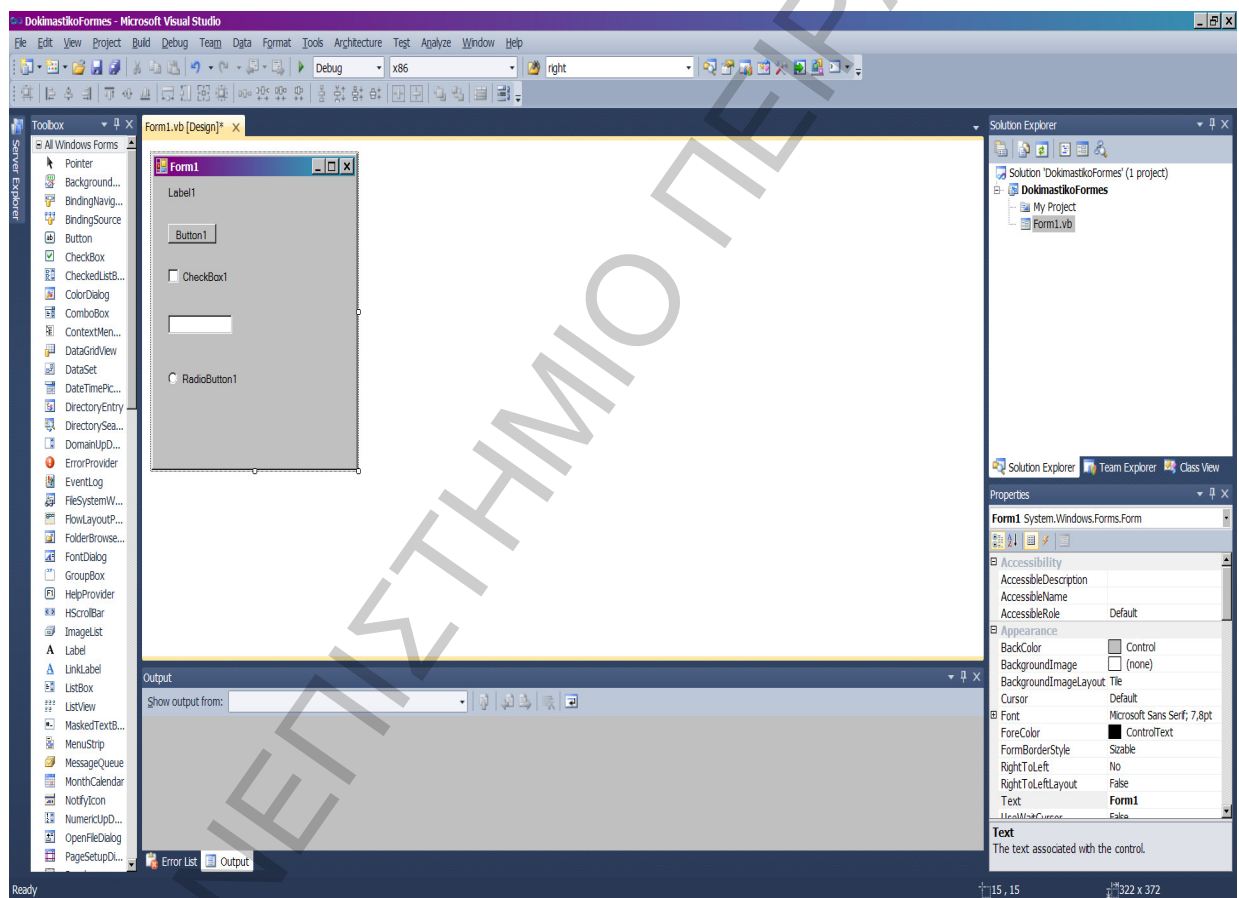 DokimastikoFormes - Microsoft Visual Studio
File Edit View Project Build Debug Team Data Format Tools Architecture Test Analyze Window Help
Debug x86 right
Server Explorer
Toolbox
All Windows Forms
Pointer
Background...
BindingNavig...
BindingSource
Button
CheckBox
CheckedListB...
ColorDialog
ComboBox
ContextMen...
DataGridView
DataSet
DateTimePic...
DirectoryEntry
DirectorySea...
DomainUpD...
ErrorProvider
EventLog
FileSystemW...
FlowLayoutP...
FolderBrowse...
FontDialog
GroupBox
HelpProvider
HScrollBar
ImageList
Label
LinkLabel
ListBox
ListView
MaskedTextB...
MenuStrip
MessageQueue
MonthCalendar
NotifyIcon
NumericUpD...
OpenFileDialog
PageSetupDi...
Form1.vb [Design]*
Form1
Label1
Button1
CheckBox1
RadioButton1
Output
Show output from:
Error List Output
Solution Explorer
Solution 'DokimastikoFormes' (1 project)
DokimastikoFormes
My Project
Form1.vb
Solution Explorer Team Explorer Class View
Properties
Form1 System.Windows.Forms.Form
Accessibility
AccessibleDescription
AccessibleName
AccessibleRole Default
Appearance
BackColor Control
BackgroundImage (none)
BackgroundImageLayout Tile
Cursor Default
Font Microsoft Sans Serif; 7,8pt
ForeColor ControlText
FormBorderStyle Sizable
RightToLeft No
RightToLeftLayout False
Text Form1
UseWaitCursor False
Text
The text associated with the control.
Ready 15 , 15 322 x 372